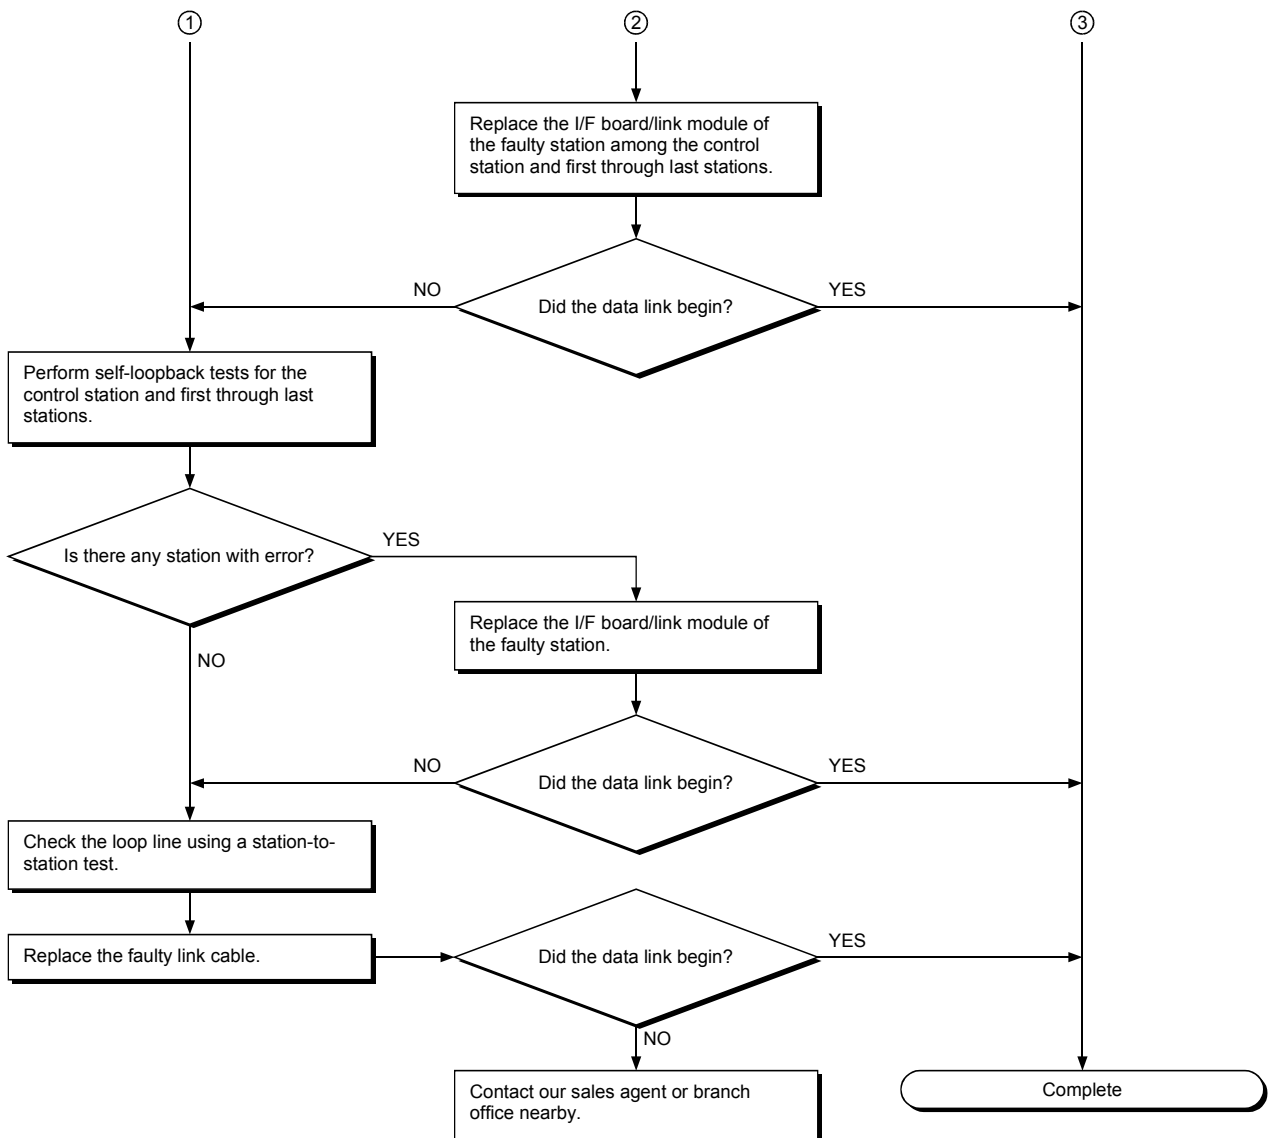 ① ② ③
Replace the I/F board/link module of
the faulty station among the control
station and first through last stations.
NO
Did the data link begin?
YES
Perform self-loopback tests for the
control station and first through last
stations.
Is there any station with error?
YES
NO
Replace the I/F board/link module of
the faulty station.
NO
Did the data link begin?
YES
Check the loop line using a station-to-
station test.
Replace the faulty link cable.
Did the data link begin?
YES
NO
Contact our sales agent or branch
office nearby.
Complete